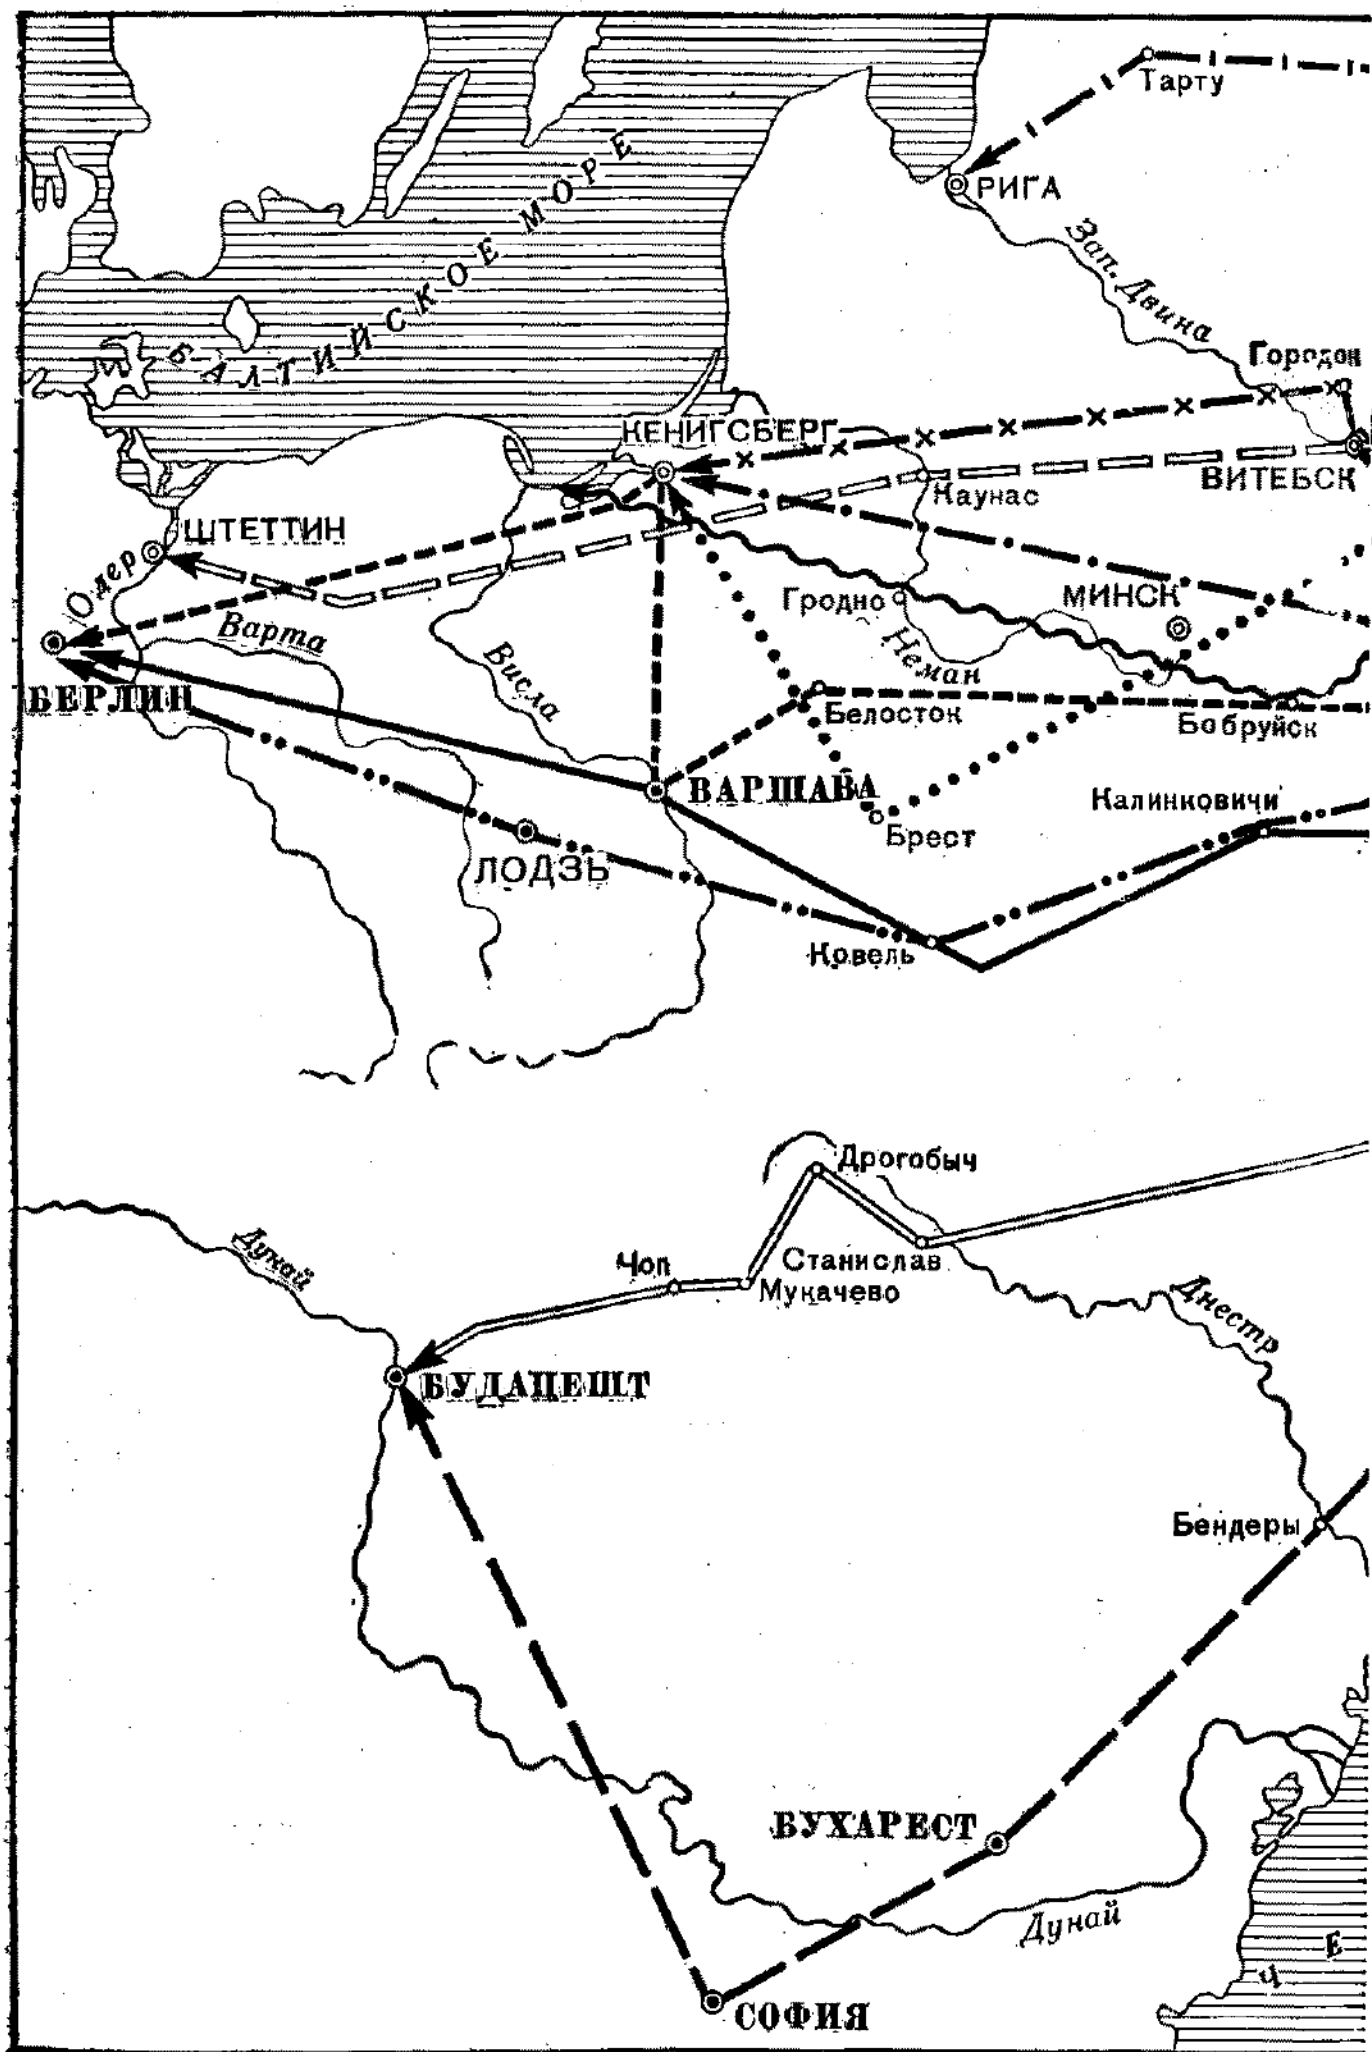 Тарту
РИГА
БАЛТИЙСКОЕ МОРЕ
Зап. Двина
Городок
КЕНИГСБЕРГ
ВИТЕБСК
Каунас
ШТЕТТИН
Одер
Гродно
МИНСК
Варта
Висла
Неман
БЕРЛИН
Белосток
Бобруйск
ВАРШАВА
Калинковичи
Брест
ЛОДЗЬ
Ковель
Дрогобыч
Дунай
Чоп
Станислав
Мукачево
Днестр
БУДАПЕШТ
Бендеры
БУХАРЕСТ
Дунай
Ч Е
СОФИЯ